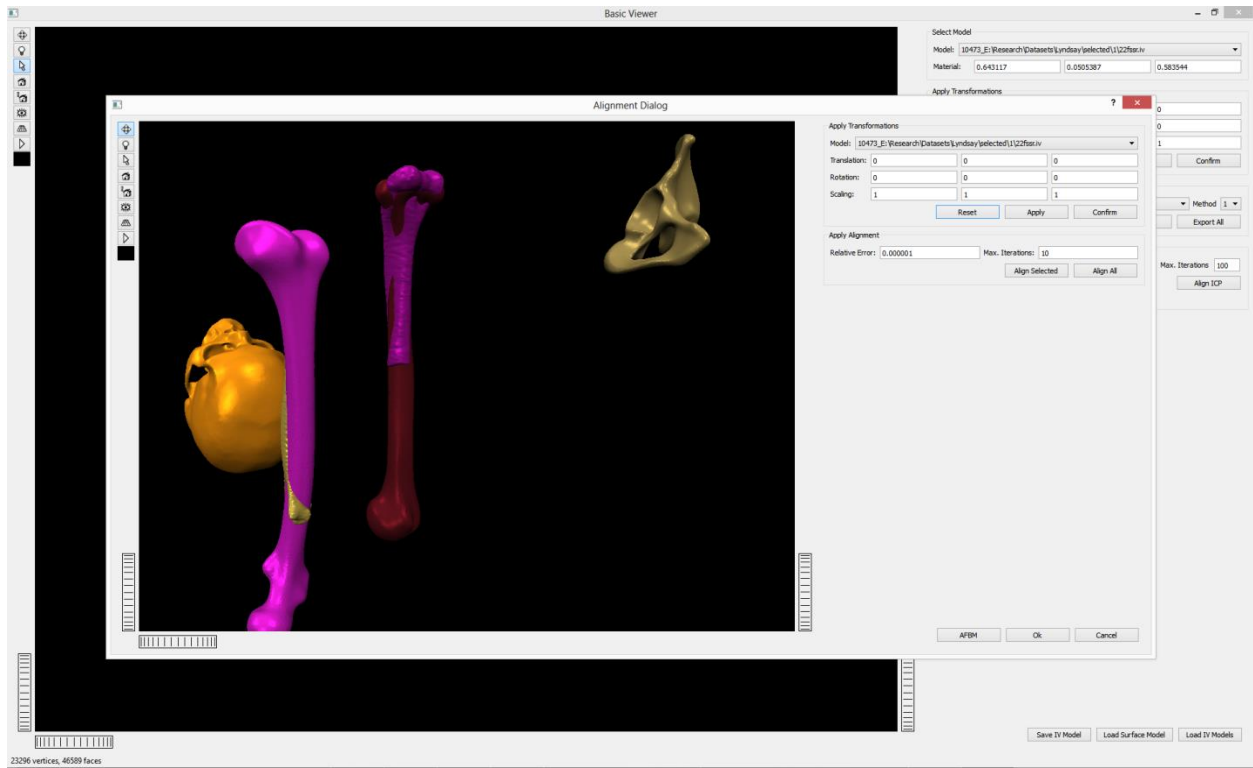 Basic Viewer
Select Model
Model: 10473_E:\Research\Datasets\Lyndsay\selected\1\22fssr.iv
Material: 0.643117 0.0505387 0.583544
Apply Transformations
0
0
1
Confirm
Method 1
Export All
Max. Iterations 100
Align ICP
Alignment Dialog
?
Apply Transformations
Model: 10473_E:\Research\Datasets\Lyndsay\selected\1\22fssr.iv
Translation: 0 0 0
Rotation: 0 0 0
Scaling: 1 1 1
Reset Apply Confirm
Apply Alignment
Relative Error: 0.000001 Max. Iterations: 10
Align Selected Align All
AFBM Ok Cancel
Save IV Model Load Surface Model Load IV Models
23296 vertices, 46589 faces